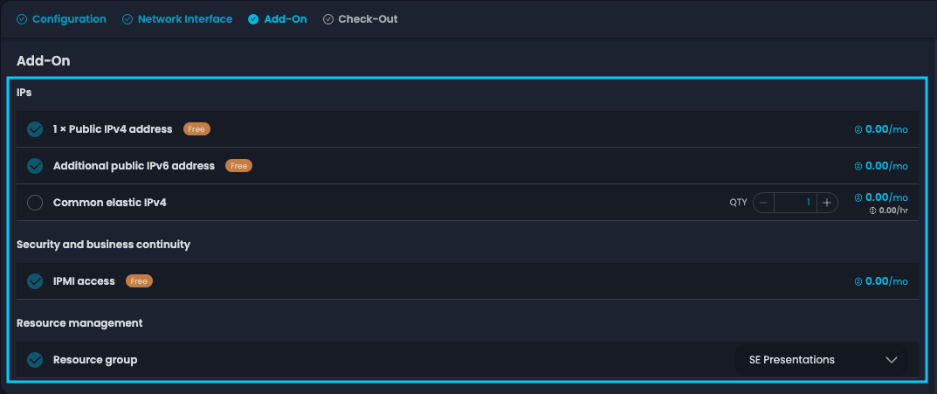 Configuration Network Interface Add-On Check-Out
Add-On
IPs
1 × Public IPv4 address Free 0.00/mo
Additional public IPv6 address Free 0.00/mo
Common elastic IPv4 QTY − 1 + 0.00/mo
0.00/hr
Security and business continuity
IPMI access Free 0.00/mo
Resource management
Resource group SE Presentations